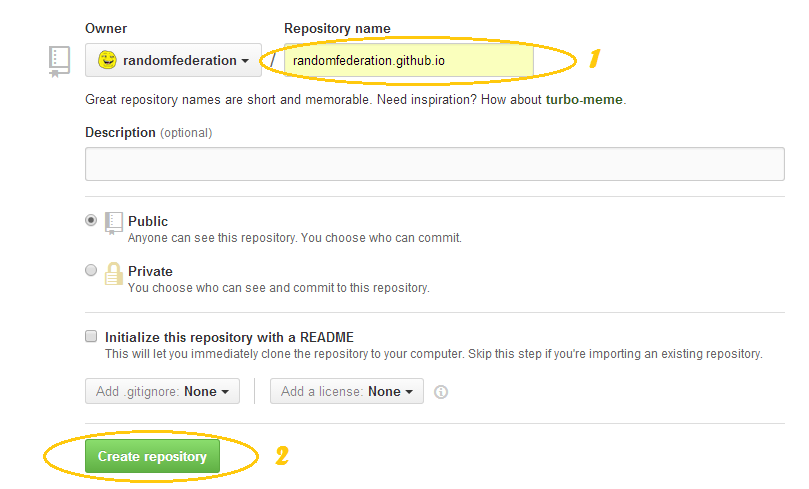 Owner Repository name
randomfederation / randomfederation.github.io 1
Great repository names are short and memorable. Need inspiration? How about turbo-meme.
Description (optional)
Public
Anyone can see this repository. You choose who can commit.
Private
You choose who can see and commit to this repository.
Initialize this repository with a README
This will let you immediately clone the repository to your computer. Skip this step if you're importing an existing repository.
Add .gitignore: None Add a license: None
Create repository 2